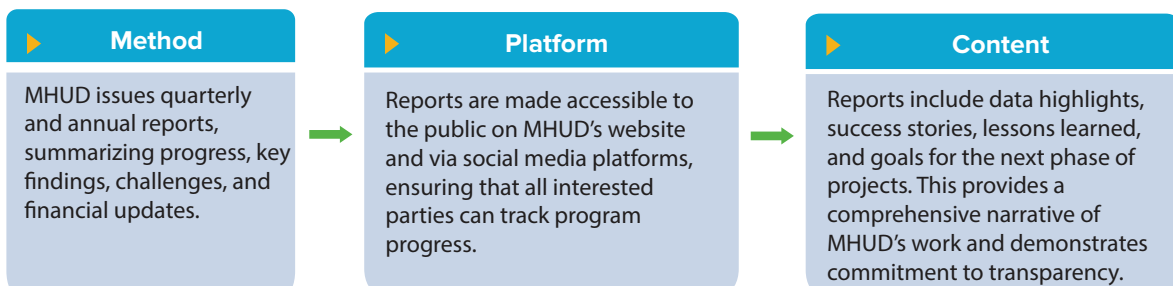 Method
MHUD issues quarterly
and annual reports,
summarizing progress, key
findings, challenges, and
financial updates.
Platform
Reports are made accessible to
the public on MHUD’s website
and via social media platforms,
ensuring that all interested
parties can track program
progress.
Content
Reports include data highlights,
success stories, lessons learned,
and goals for the next phase of
projects. This provides a
comprehensive narrative of
MHUD’s work and demonstrates
commitment to transparency.